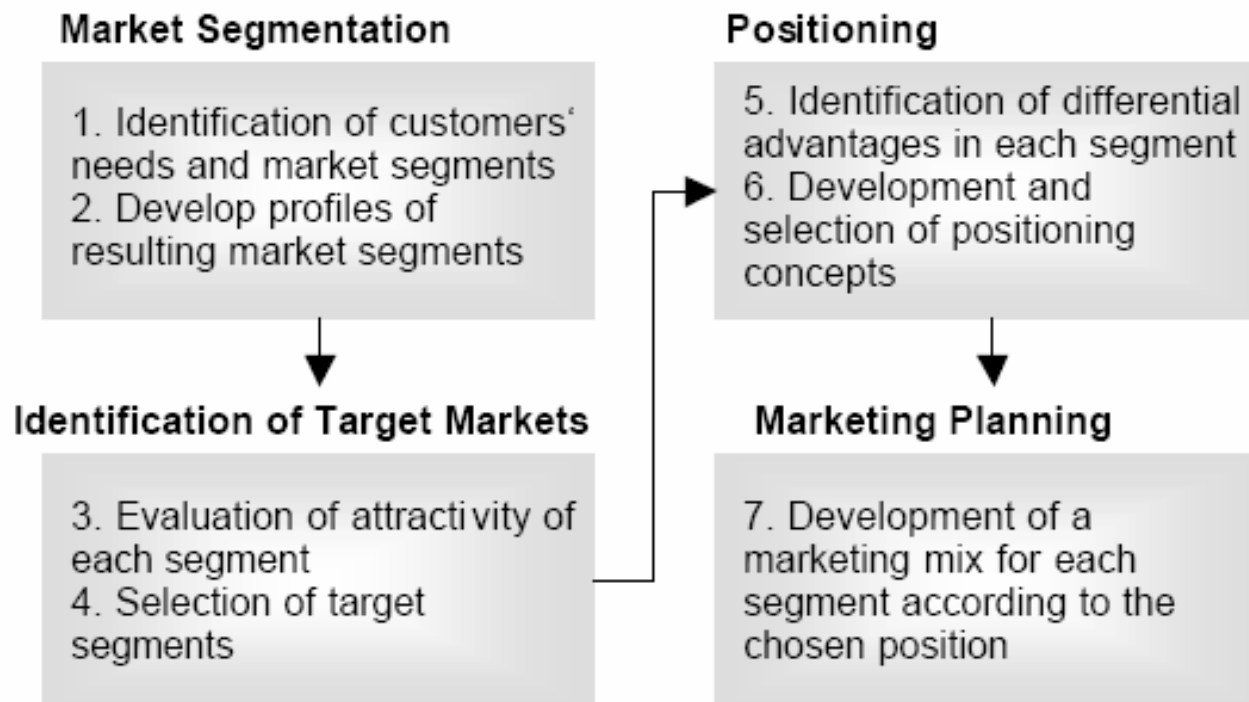 Market Segmentation
1. Identification of customers‘
needs and market segments
2. Develop profiles of
resulting market segments
Identification of Target Markets
3. Evaluation of attractivity of
each segment
4. Selection of target
segments
Positioning
5. Identification of differential
advantages in each segment
6. Development and
selection of positioning
concepts
Marketing Planning
7. Development of a
marketing mix for each
segment according to the
chosen position